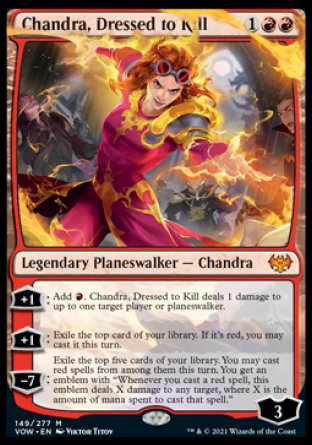 Chandra, Dressed to Kill 1
Legendary Planeswalker — Chandra
+1: Add . Chandra, Dressed to Kill deals 1 damage to
up to one target player or planeswalker.
+1: Exile the top card of your library. If it's red, you may
cast it this turn.
Exile the top five cards of your library. You may cast
red spells from among them this turn. You get an
−7: emblem with "Whenever you cast a red spell, this
emblem deals X damage to any target, where X is the
amount of mana spent to cast that spell."
3
149/277 M
VOW • EN Viktor Titov
™ & © 2021 Wizards of the Coast